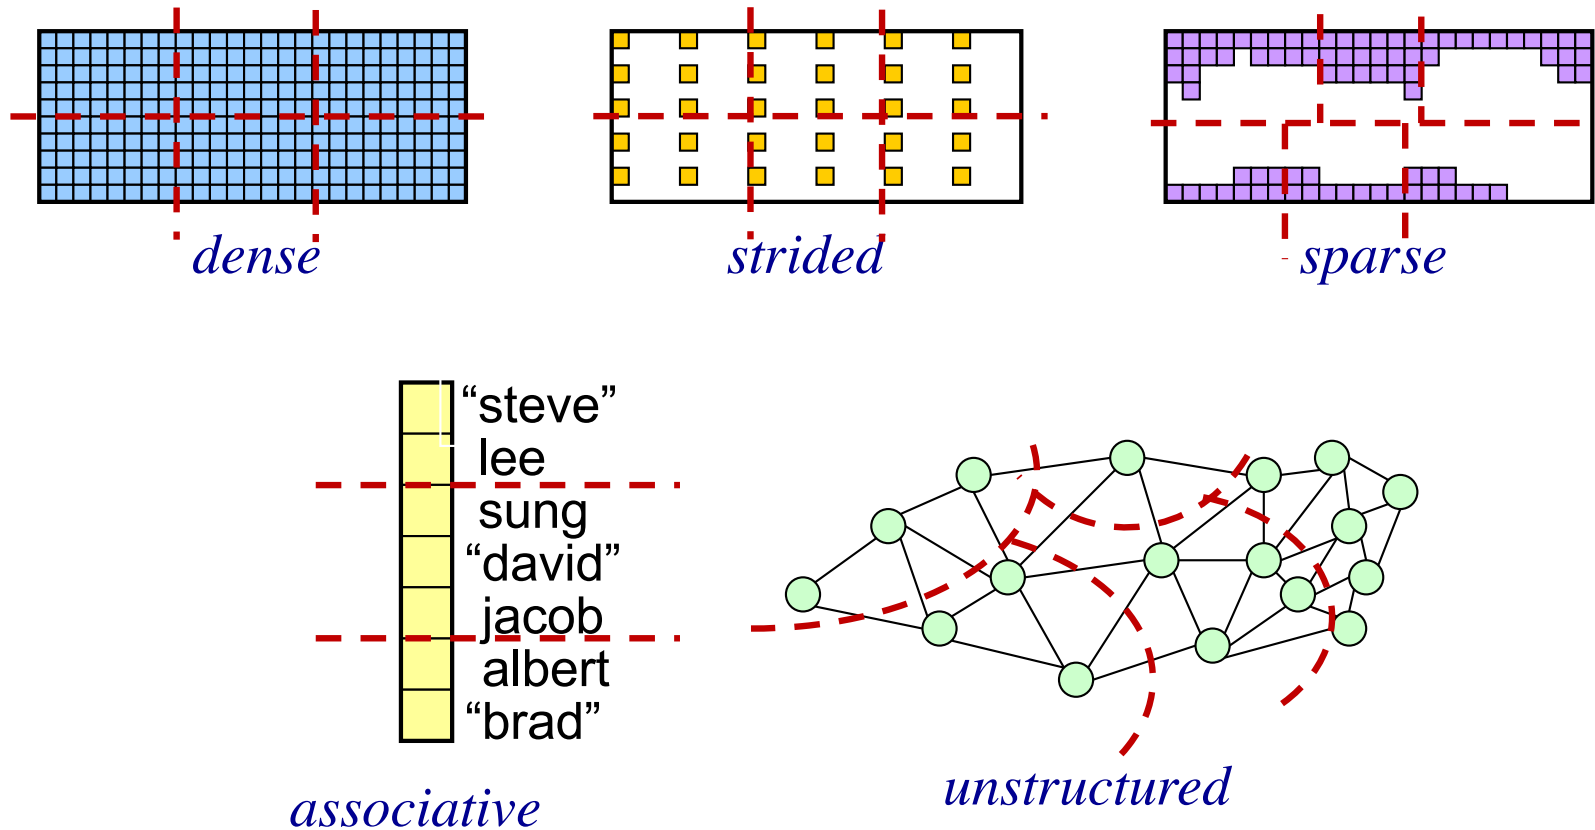 dense
strided
sparse
“steve”
lee
sung
“david”
jacob
albert
“brad”
associative
unstructured